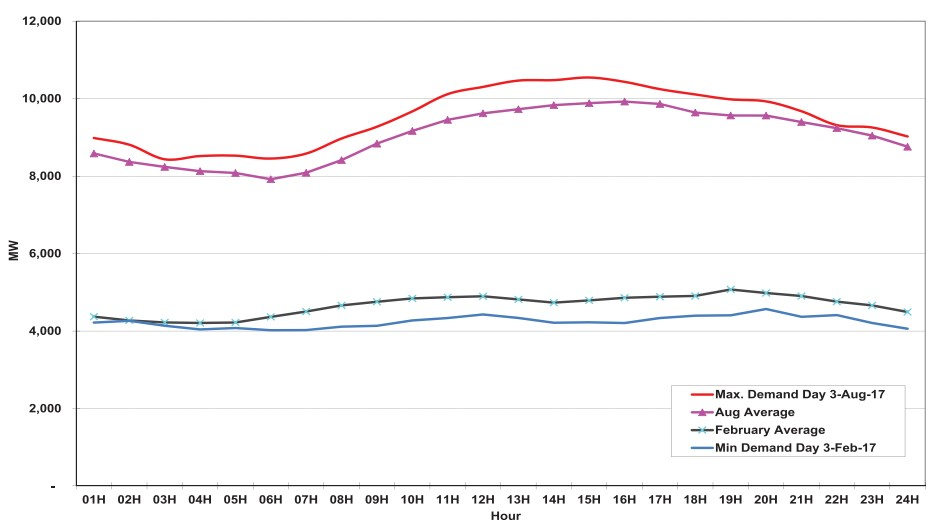 12,000
10,000
8,000
6,000
4,000
2,000
-
MW
01H 02H 03H 04H 05H 06H 07H 08H 09H 10H 11H 12H 13H 14H 15H 16H 17H 18H 19H 20H 21H 22H 23H 24H
Hour
Max. Demand Day 3-Aug-17
Aug Average
February Average
Min Demand Day 3-Feb-17